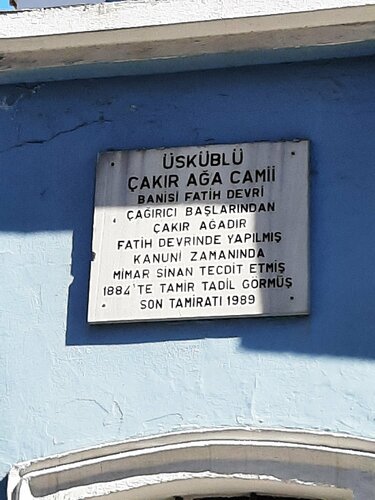 ÜSKÜBLÜ
ÇAKIR AĞA CAMİİ
BANİSİ FATİH DEVRİ
ÇAĞIRICI BAŞLARINDAN
ÇAKIR AĞADIR
FATİH DEVRİNDE YAPILMIŞ
KANUNİ ZAMANINDA
MİMAR SİNAN TECDİT ETMİŞ
1884'TE TAMİR TADİL GÖRMÜŞ
SON TAMİRATI 1989